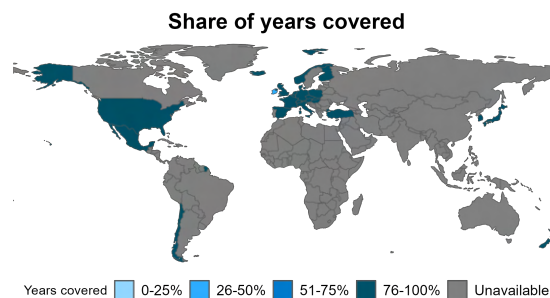 Share of years covered
Years covered 0-25% 26-50% 51-75% 76-100% Unavailable